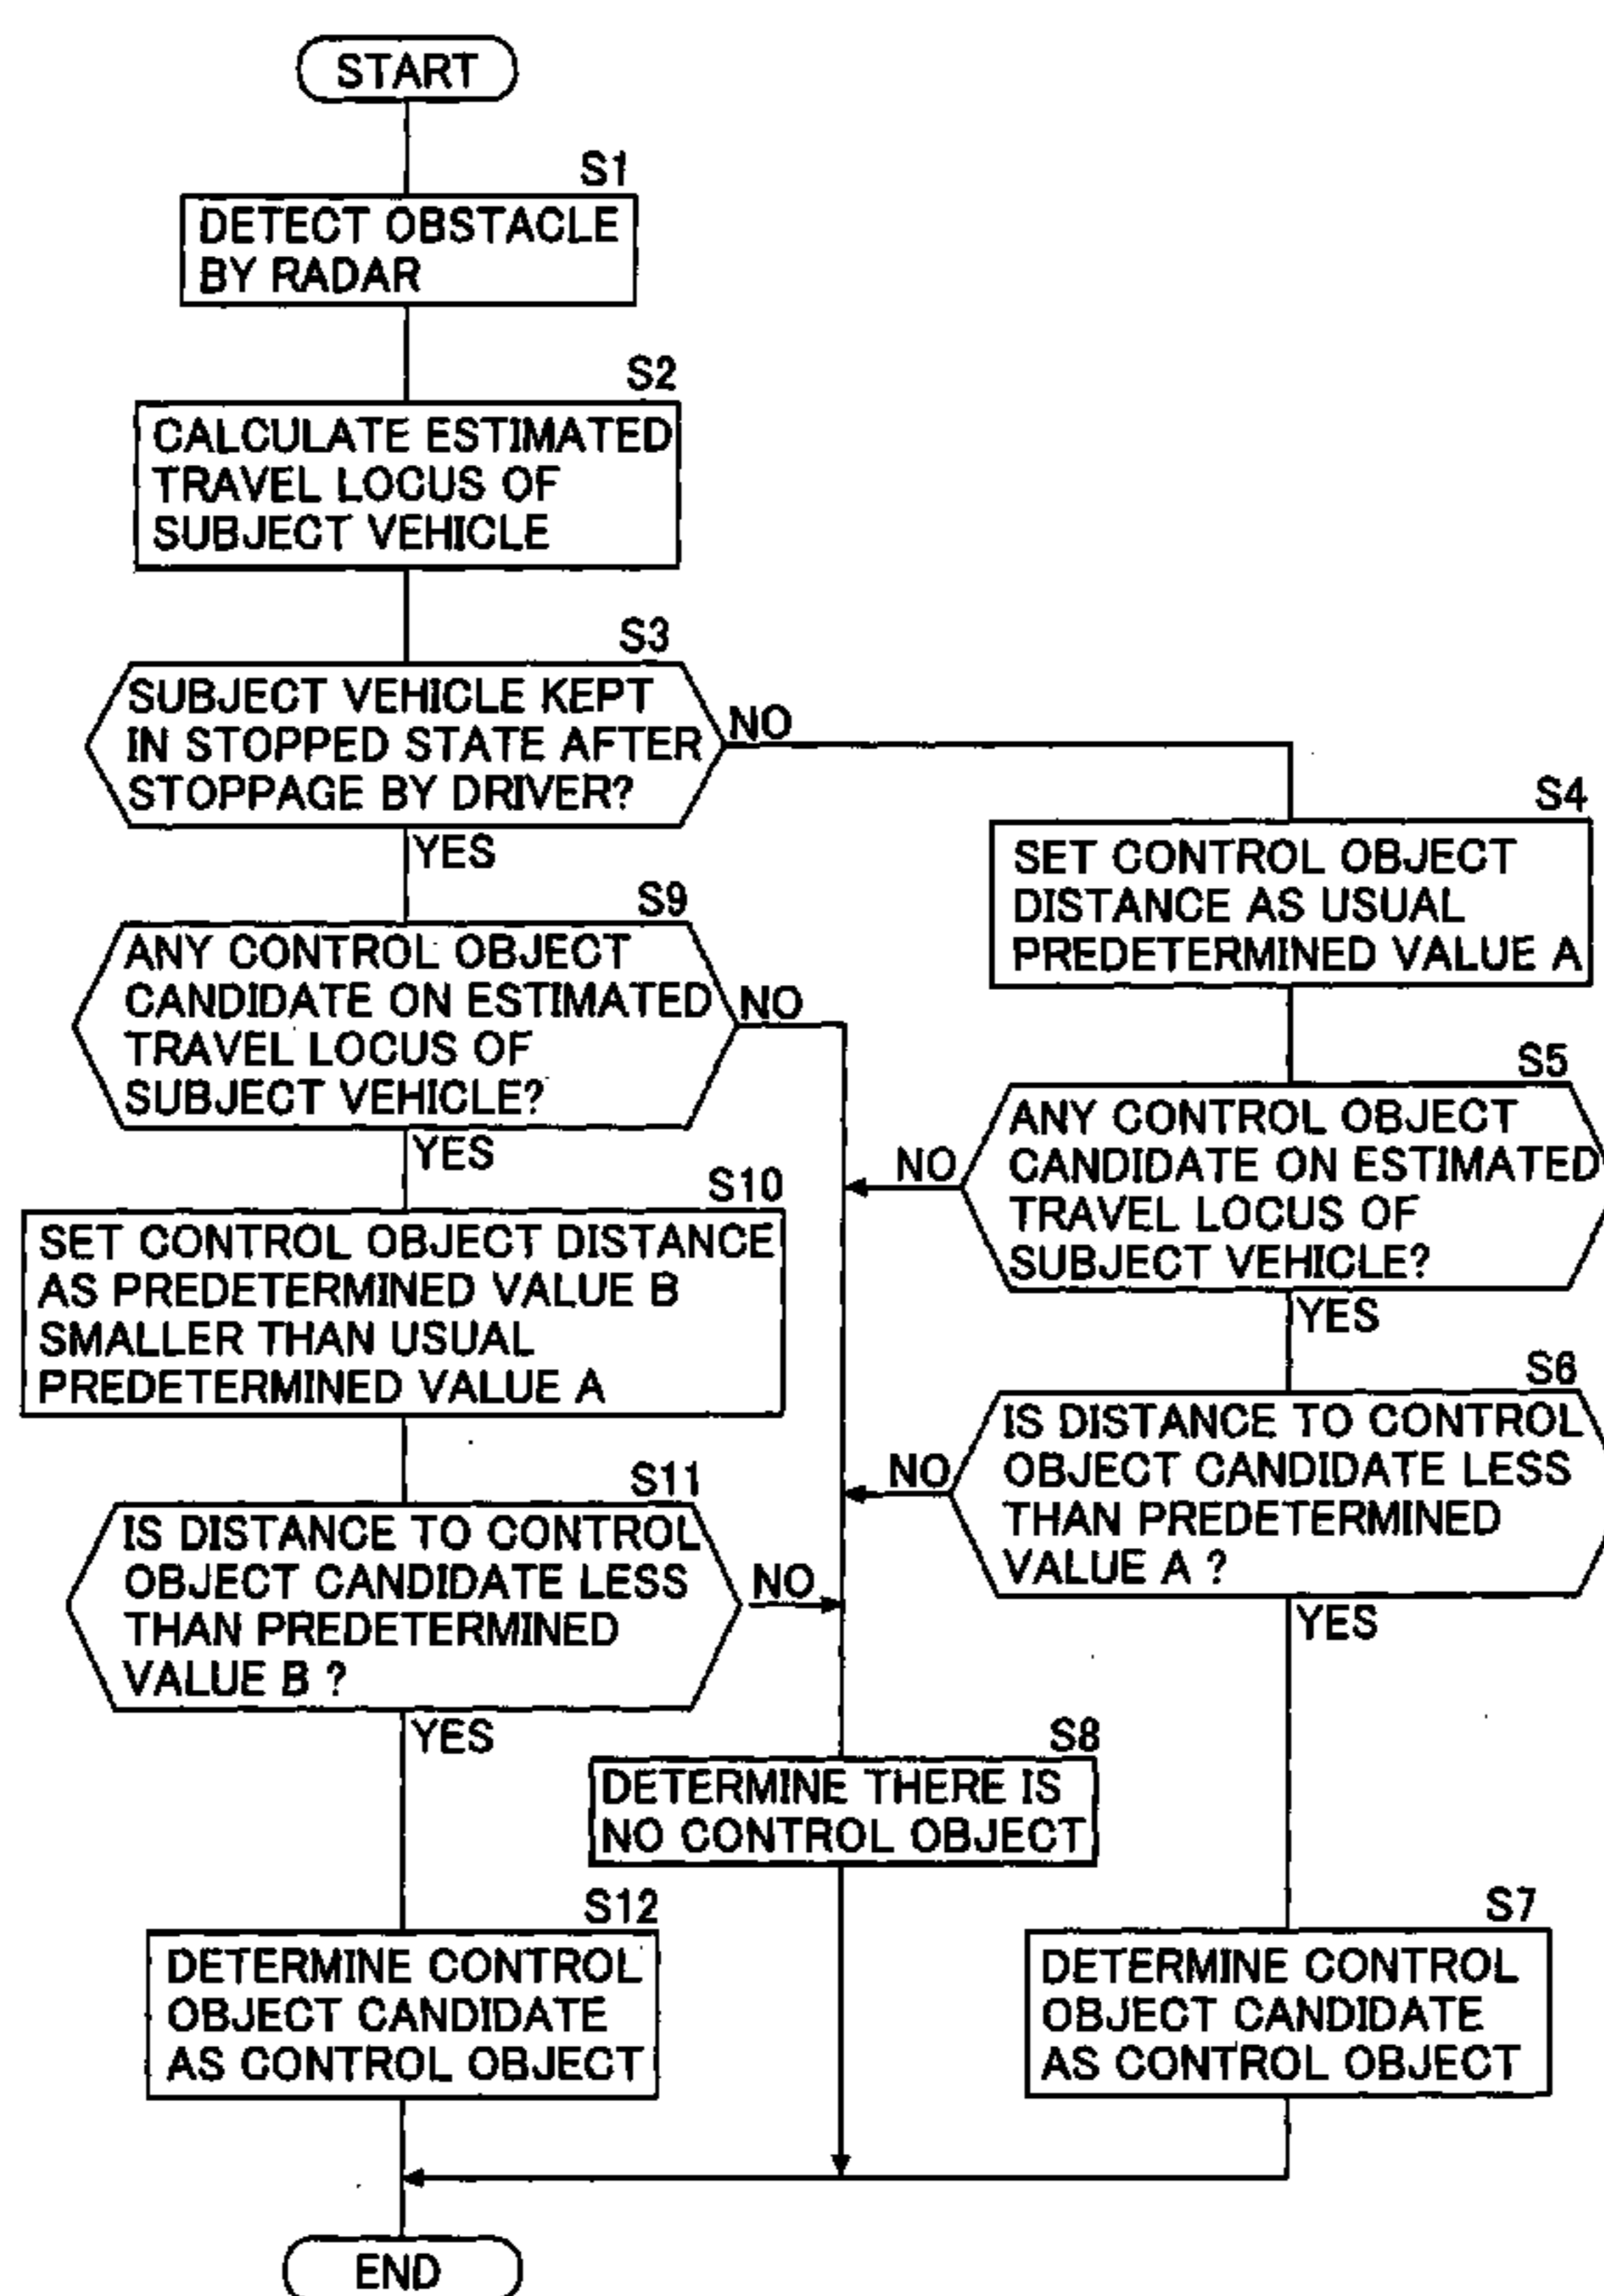 START
S1
DETECT OBSTACLE
BY RADAR
S2
CALCULATE ESTIMATED
TRAVEL LOCUS OF
SUBJECT VEHICLE
S3
SUBJECT VEHICLE KEPT
IN STOPPED STATE AFTER
STOPPAGE BY DRIVER?
NO
YES
S4
SET CONTROL OBJECT
DISTANCE AS USUAL
PREDETERMINED VALUE A
S9
ANY CONTROL OBJECT
CANDIDATE ON ESTIMATED
TRAVEL LOCUS OF
SUBJECT VEHICLE?
NO
YES
S5
ANY CONTROL OBJECT
CANDIDATE ON ESTIMATED
TRAVEL LOCUS OF
SUBJECT VEHICLE?
NO
YES
S10
SET CONTROL OBJECT DISTANCE
AS PREDETERMINED VALUE B
SMALLER THAN USUAL
PREDETERMINED VALUE A
S6
IS DISTANCE TO CONTROL
OBJECT CANDIDATE LESS
THAN PREDETERMINED
VALUE A ?
NO
YES
S11
IS DISTANCE TO CONTROL
OBJECT CANDIDATE LESS
THAN PREDETERMINED
VALUE B ?
NO
YES
S8
DETERMINE THERE IS
NO CONTROL OBJECT
S12
DETERMINE CONTROL
OBJECT CANDIDATE
AS CONTROL OBJECT
S7
DETERMINE CONTROL
OBJECT CANDIDATE
AS CONTROL OBJECT
END